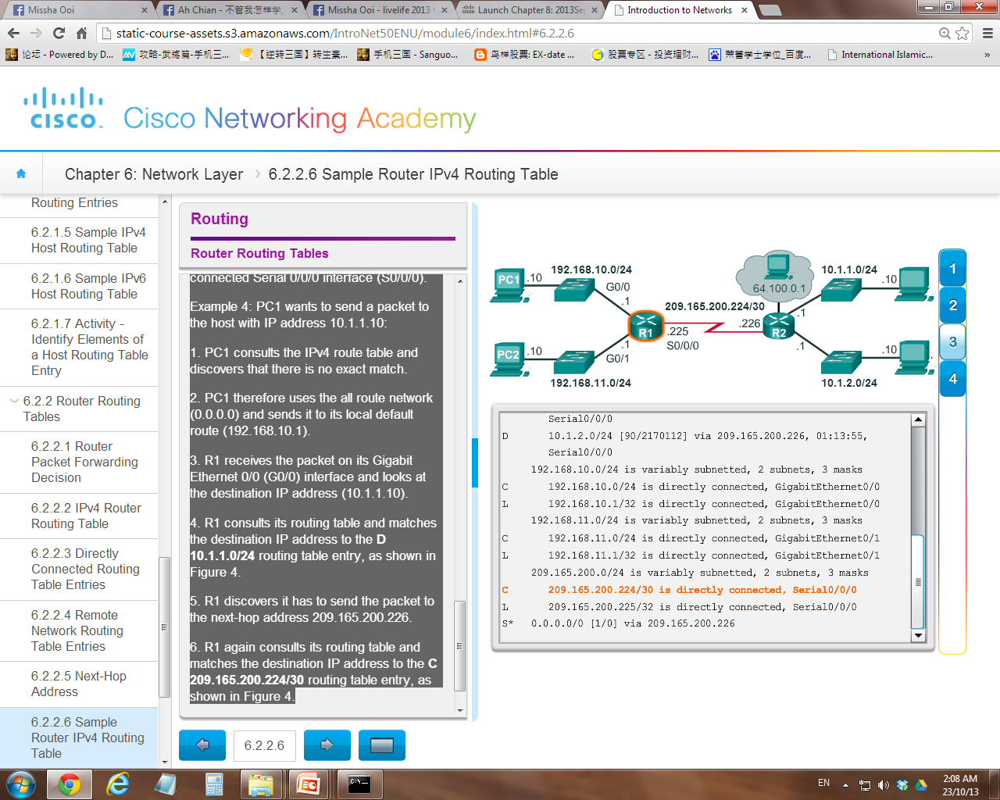 Missha Ooi
Ah Chian - 不管我怎样学,
Missha Ooi - livelife 2013
Launch Chapter 8: 2013Se
Introduction to Networks
static-course-assets.s3.amazonaws.com/IntroNet50ENU/module6/index.html#6.2.2.6
论坛 - Powered by D...
攻略-武将篇-手机三...
【逆转三国】转生素...
手机三国 - Sanguo...
鸟样股票: EX-date ...
股票专区 - 投资理财...
荣誉学士学位_百度...
International Islamic...
»
CISCO
Cisco Networking Academy
Chapter 6: Network Layer
6.2.2.6 Sample Router IPv4 Routing Table
Routing Entries
6.2.1.5 Sample IPv4
Host Routing Table
6.2.1.6 Sample IPv6
Host Routing Table
6.2.1.7 Activity -
Identify Elements of
a Host Routing Table
Entry
6.2.2 Router Routing
Tables
6.2.2.1 Router
Packet Forwarding
Decision
6.2.2.2 IPv4 Router
Routing Table
6.2.2.3 Directly
Connected Routing
Table Entries
6.2.2.4 Remote
Network Routing
Table Entries
6.2.2.5 Next-Hop
Address
6.2.2.6 Sample
Router IPv4 Routing
Table
Routing
Router Routing Tables
connected Serial 0/0/0 interface (S0/0/0).
Example 4: PC1 wants to send a packet to
the host with IP address 10.1.1.10:
1. PC1 consults the IPv4 route table and
discovers that there is no exact match.
2. PC1 therefore uses the all route network
(0.0.0.0) and sends it to its local default
route (192.168.10.1).
3. R1 receives the packet on its Gigabit
Ethernet 0/0 (G0/0) interface and looks at
the destination IP address (10.1.1.10).
4. R1 consults its routing table and matches
the destination IP address to the D
10.1.1.0/24 routing table entry, as shown in
Figure 4.
5. R1 discovers it has to send the packet to
the next-hop address 209.165.200.226.
6. R1 again consults its routing table and
matches the destination IP address to the C
209.165.200.224/30 routing table entry, as
shown in Figure 4.
6.2.2.6
PC1
.10
192.168.10.0/24
G0/0
.1
64.100.0.1
10.1.1.0/24
.10
209.165.200.224/30
.1
R1
.225
.226
R2
S0/0/0
PC2
.10
.1
G0/1
192.168.11.0/24
.1
.10
10.1.2.0/24
1
2
3
4
Serial0/0/0
D 10.1.2.0/24 [90/2170112] via 209.165.200.226, 01:13:55,
Serial0/0/0
192.168.10.0/24 is variably subnetted, 2 subnets, 3 masks
C 192.168.10.0/24 is directly connected, GigabitEthernet0/0
L 192.168.10.1/32 is directly connected, GigabitEthernet0/0
192.168.11.0/24 is variably subnetted, 2 subnets, 3 masks
C 192.168.11.0/24 is directly connected, GigabitEthernet0/1
L 192.168.11.1/32 is directly connected, GigabitEthernet0/1
209.165.200.0/24 is variably subnetted, 2 subnets, 3 masks
C 209.165.200.224/30 is directly connected, Serial0/0/0
L 209.165.200.225/32 is directly connected, Serial0/0/0
S* 0.0.0.0/0 [1/0] via 209.165.200.226
EN
2:08 AM
23/10/13